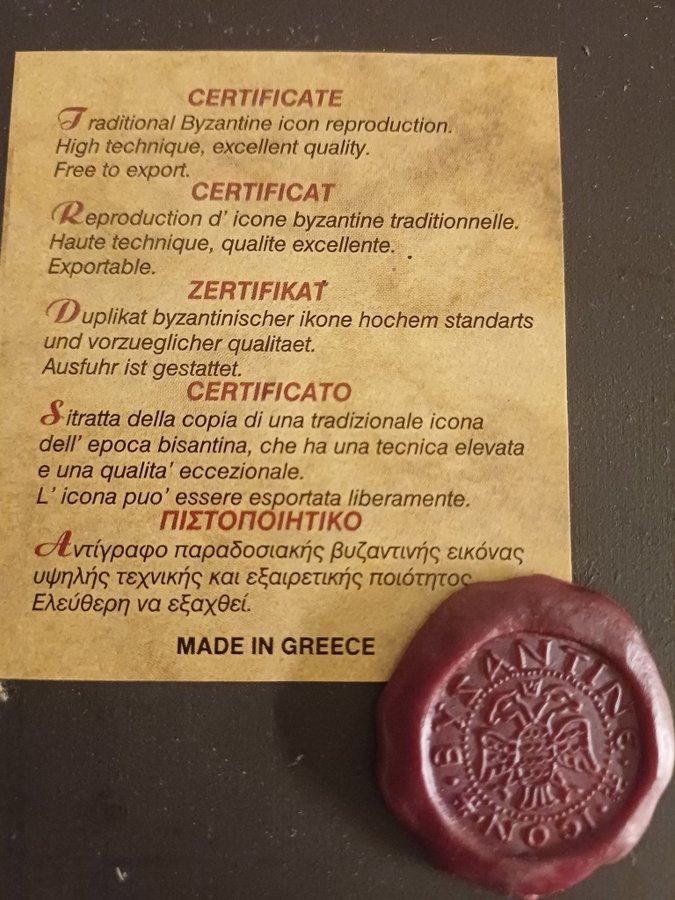 CERTIFICATE
Traditional Byzantine icon reproduction.
High technique, excellent quality.
Free to export.
CERTIFICAT
Reproduction d' icone byzantine traditionnelle.
Haute technique, qualite excellente.
Exportable.
ZERTIFIKAT
Duplikat byzantinischer ikone hochem standarts
und vorzueglicher qualitaet.
Ausfuhr ist gestattet.
CERTIFICATO
Sitratta della copia di una tradizionale icona
dell' epoca bisantina, che ha una tecnica elevata
e una qualita' eccezionale.
L' icona puo' essere esportata liberamente.
ΠΙΣΤΟΠΟΙΗΤΙΚΟ
Αντίγραφο παραδοσιακής βυζαντινής εικόνας
υψηλής τεχνικής και εξαιρετικής ποιότητος
Ελεύθερη να εξαχθεί.
MADE IN GREECE
BYZANTINE
ICON